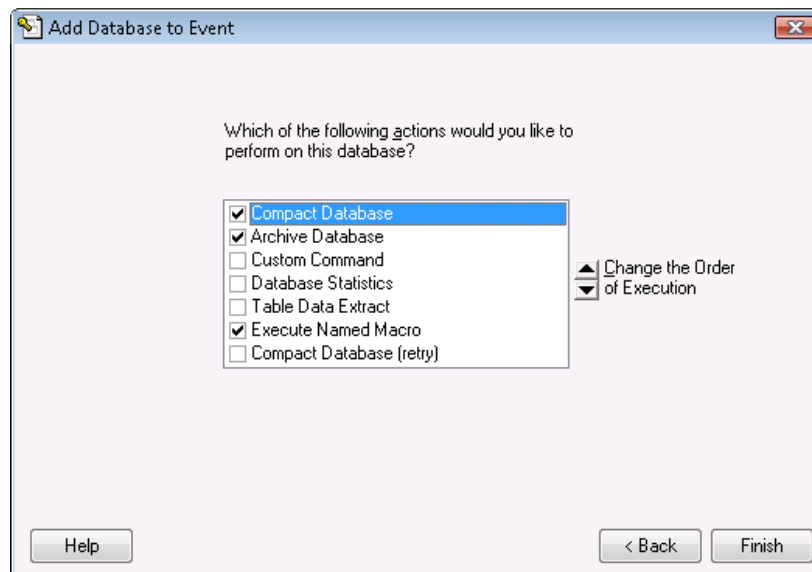 Add Database to Event
Which of the following actions would you like to
perform on this database?
Compact Database
Archive Database
Custom Command
Database Statistics
Table Data Extract
Execute Named Macro
Compact Database (retry)
Change the Order
of Execution
Help
< Back
Finish